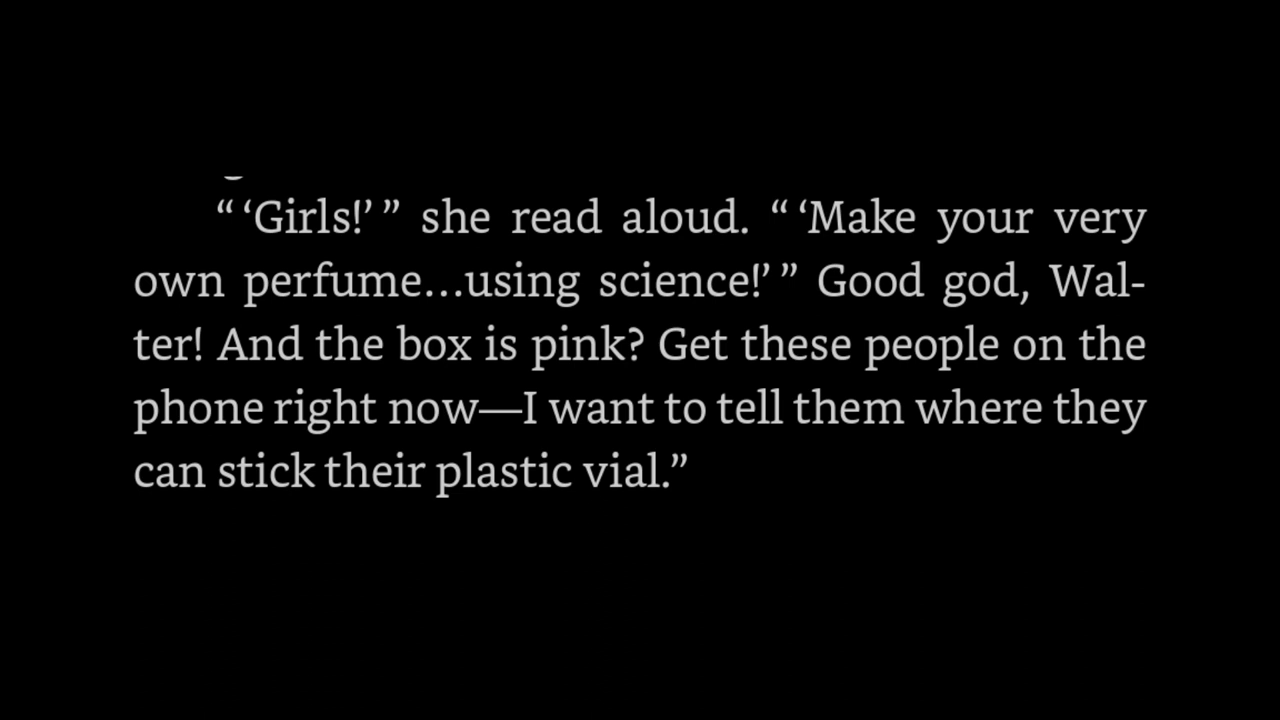 “ ‘Girls!’ ” she read aloud. “ ‘Make your very
own perfume…using science!’ ” Good god, Wal-
ter! And the box is pink? Get these people on the
phone right now—I want to tell them where they
can stick their plastic vial.”